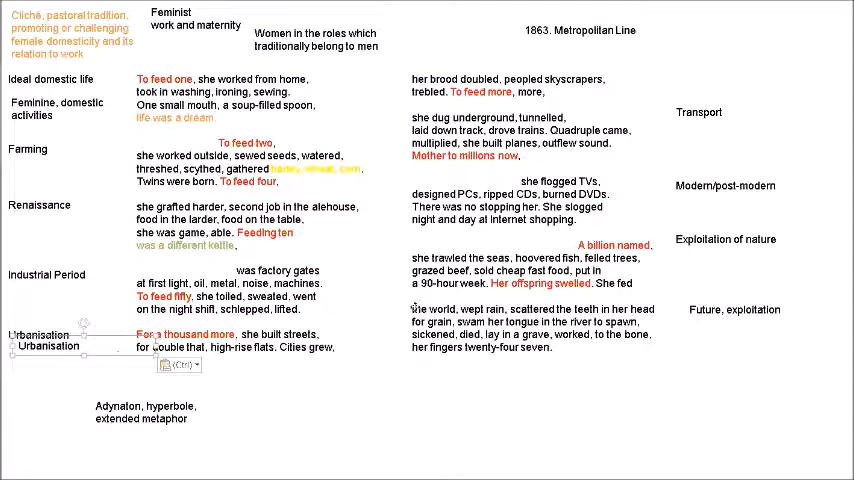 Cliché, pastoral tradition,
promoting or challenging
female domesticity and its
relation to work
Feminist
work and maternity
Women in the roles which
traditionally belong to men
1863. Metropolitan Line
Ideal domestic life
Feminine, domestic
activities
Farming
Renaissance
Industrial Period
Urbanisation
Urbanisation
To feed one, she worked from home,
took in washing, ironing, sewing.
One small mouth, a soup-filled spoon,
life was a dream.
To feed two,
she worked outside, sewed seeds, watered,
threshed, scythed, gathered barley, wheat, corn.
Twins were born. To feed four,
she grafted harder, second job in the alehouse,
food in the larder, food on the table,
she was game, able. Feeding ten
was a different kettle,
was factory gates
at first light, oil, metal, noise, machines.
To feed fifty, she toiled, sweated, went
on the night shift, schlepped, lifted.
For a thousand more, she built streets,
for double that, high-rise flats. Cities grew,
(Ctrl)
Adynaton, hyperbole,
extended metaphor
her brood doubled, peopled skyscrapers,
trebled. To feed more, more,
she dug underground, tunnelled,
laid down track, drove trains. Quadruple came,
multiplied, she built planes, outflew sound.
Mother to millions now,
she flogged TVs,
designed PCs, ripped CDs, burned DVDs.
There was no stopping her. She slogged
night and day at Internet shopping.
A billion named,
she trawled the seas, hoovered fish, felled trees,
grazed beef, sold cheap fast food, put in
a 90-hour week. Her offspring swelled. She fed
the world, wept rain, scattered the teeth in her head
for grain, swam her tongue in the river to spawn,
sickened, died, lay in a grave, worked, to the bone,
her fingers twenty-four seven.
Transport
Modern/post-modern
Exploitation of nature
Future, exploitation